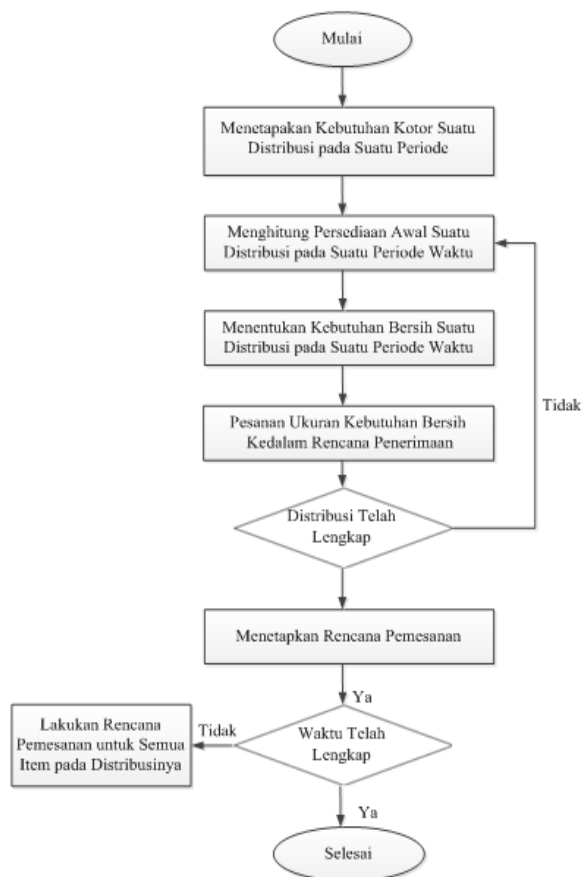 Mulai
Menetapakan Kebutuhan Kotor Suatu
Distribusi pada Suatu Periode
Menghitung Persediaan Awal Suatu
Distribusi pada Suatu Periode Waktu
Menentukan Kebutuhan Bersih Suatu
Distribusi pada Suatu Periode Waktu
Pesanan Ukuran Kebutuhan Bersih
Kedalam Rencana Penerimaan
Tidak
Distribusi Telah
Lengkap
Menetapkan Rencana Pemesanan
Ya
Lakukan Rencana
Pemesanan untuk Semua
Item pada Distribusinya
Tidak
Waktu Telah
Lengkap
Ya
Selesai